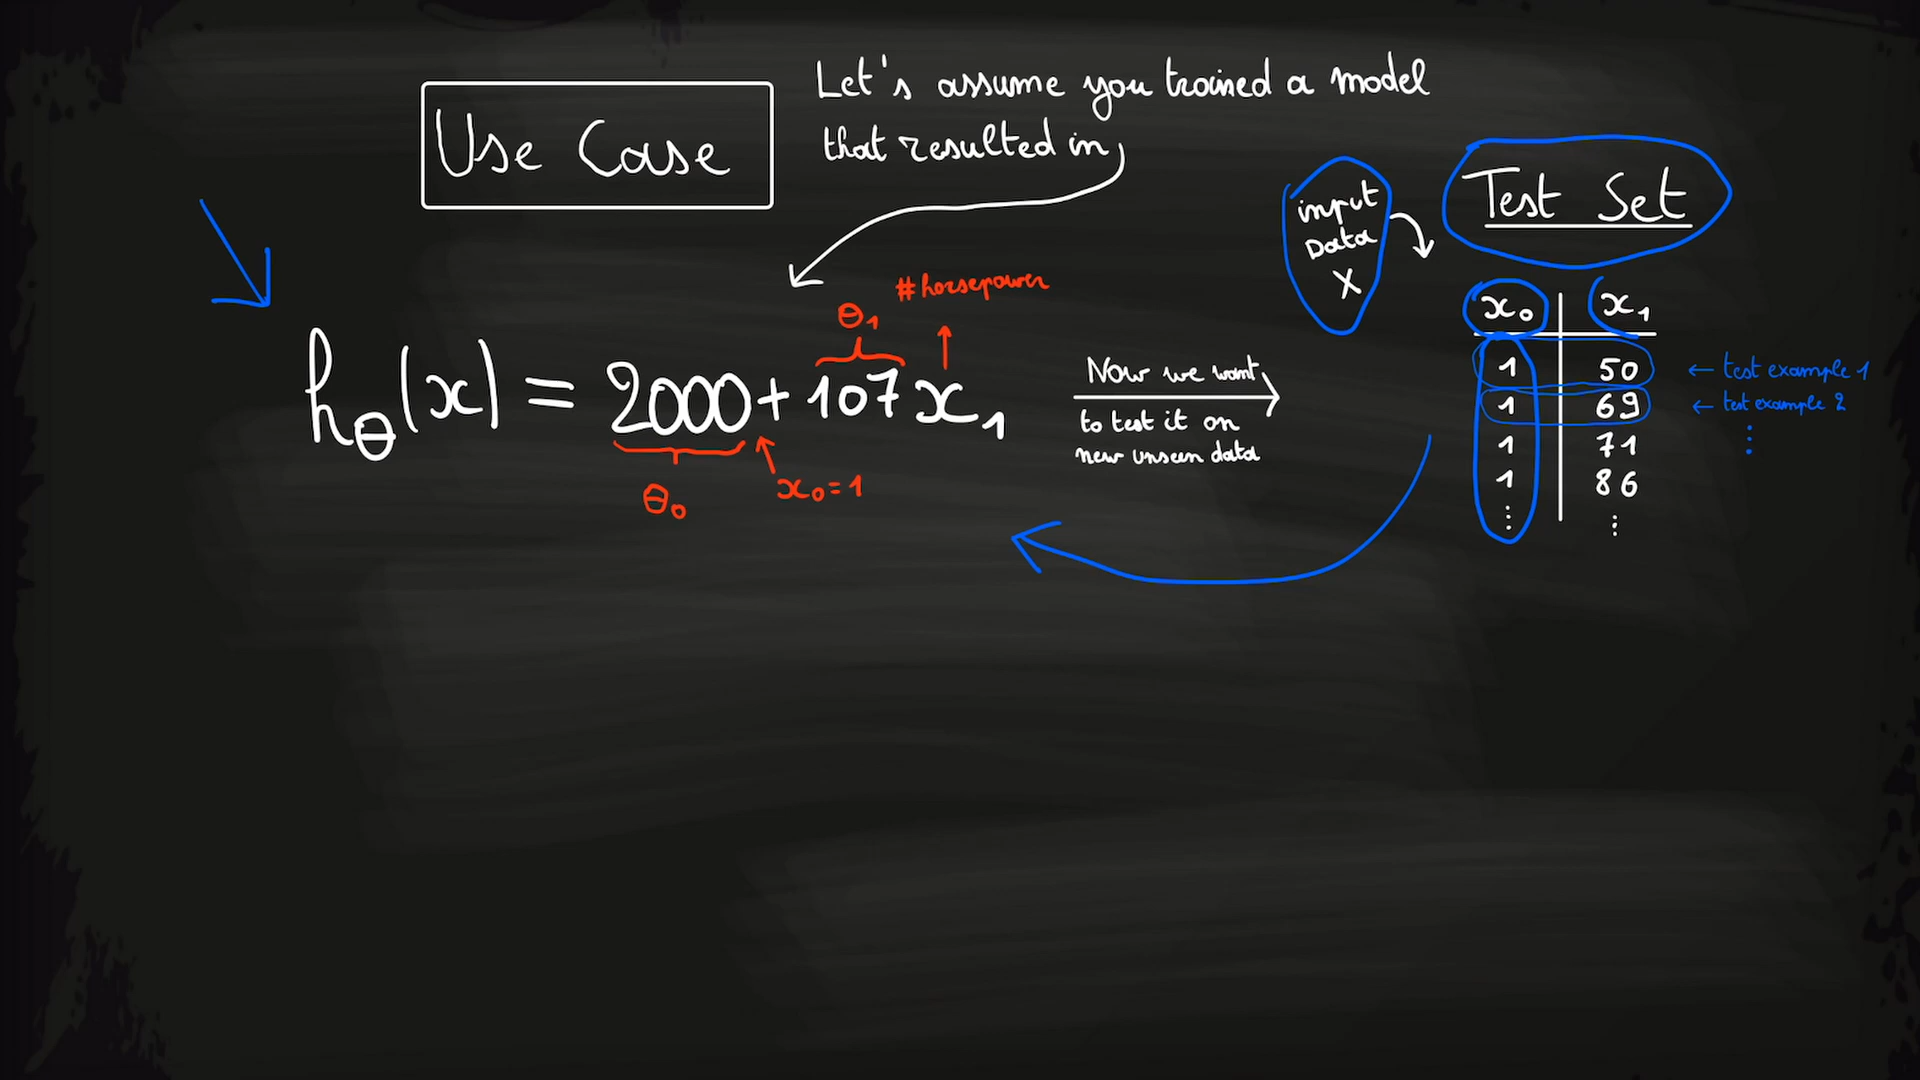 Use Case
Let's assume you trained a model
that resulted in
input
Data
X
Test Set
#horsepower
θ1
hθ(x) = 2000 + 107x1
θ0
x0=1
Now we want
to test it on
new unseen data
x0 x1
1 50 ← test example 1
1 69 ← test example 2
1 71 ⋮
1 86
⋮ ⋮